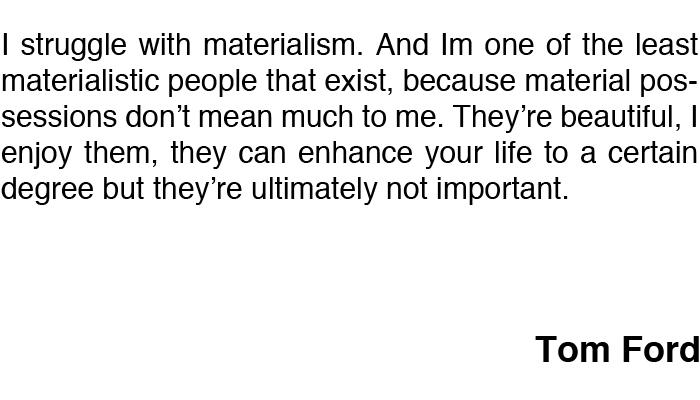 I struggle with materialism. And Im one of the least
materialistic people that exist, because material pos-
sessions don’t mean much to me. They’re beautiful, I
enjoy them, they can enhance your life to a certain
degree but they’re ultimately not important.
Tom Ford